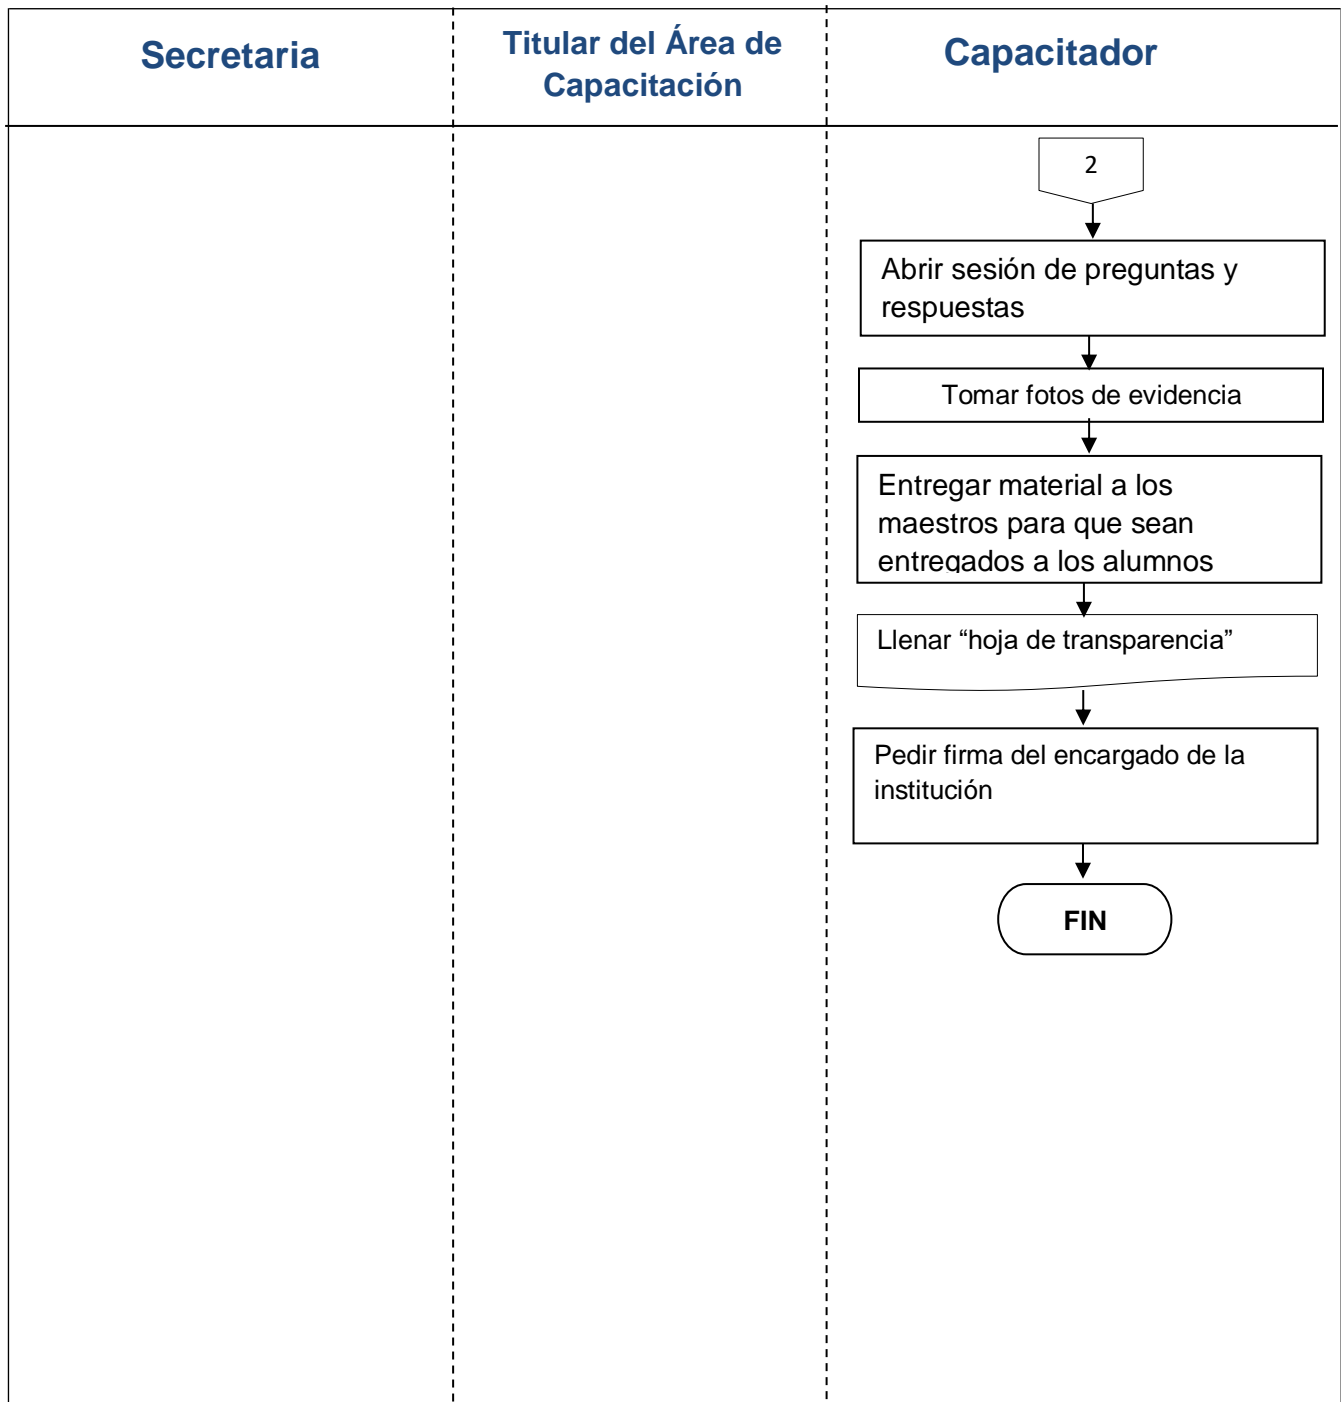 Secretaria
Titular del Área de
Capacitación
Capacitador
2
Abrir sesión de preguntas y
respuestas
Tomar fotos de evidencia
Entregar material a los
maestros para que sean
entregados a los alumnos
Llenar “hoja de transparencia”
Pedir firma del encargado de la
institución
FIN